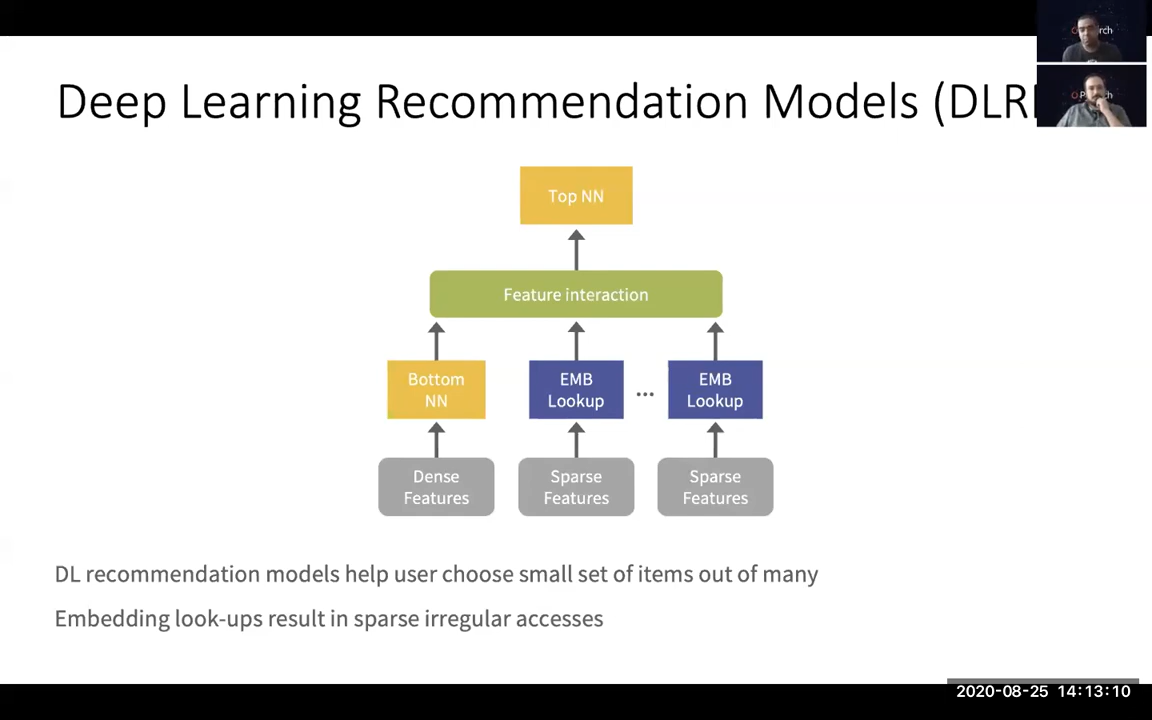 Deep Learning Recommendation Models (DLR
Top NN
Feature interaction
Bottom
NN
EMB
Lookup
...
EMB
Lookup
Dense
Features
Sparse
Features
Sparse
Features
DL recommendation models help user choose small set of items out of many
Embedding look-ups result in sparse irregular accesses
2020-08-25 14:13:10